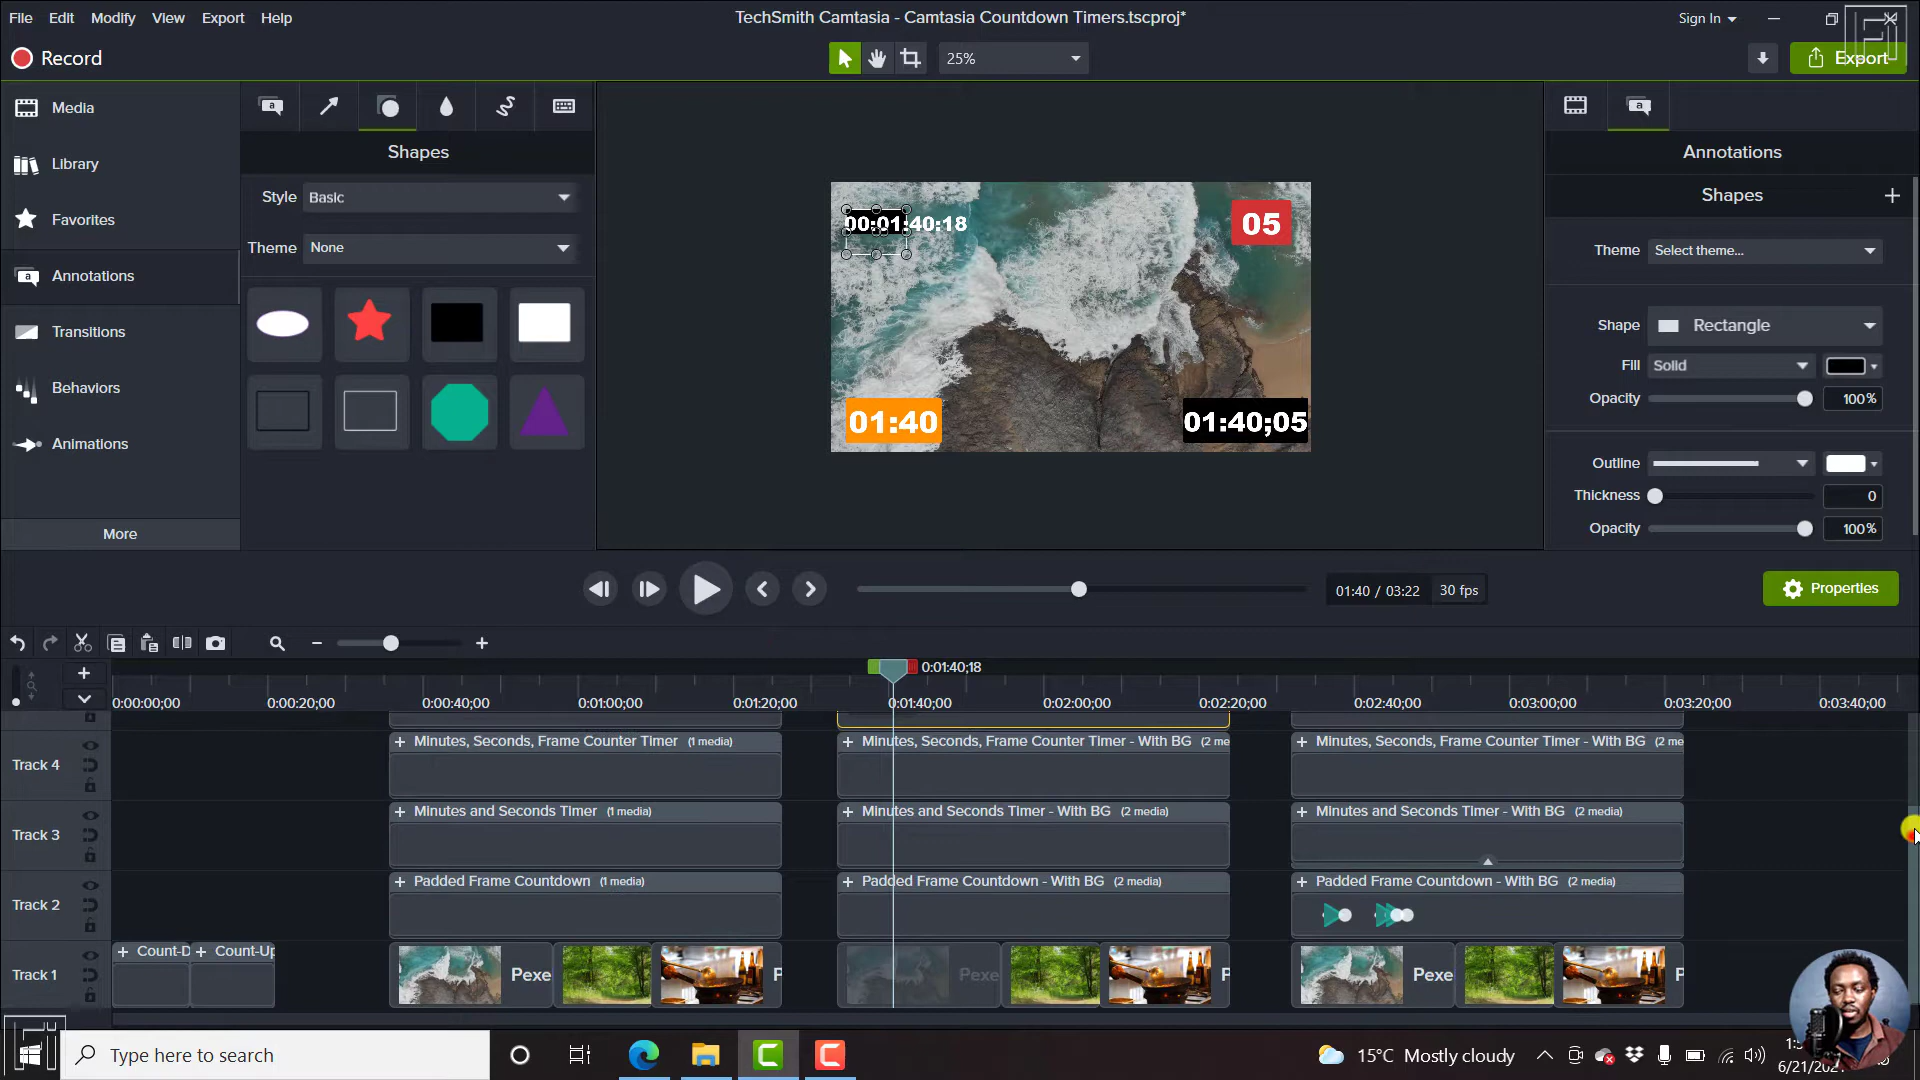 File Edit Modify View Export Help
TechSmith Camtasia - Camtasia Countdown Timers.tscproj*
Sign In
Record
25%
Export
Media
Library
Favorites
Annotations
Transitions
Behaviors
Animations
More
Shapes
Style Basic
Theme None
00:01:40:18
05
01:40
01:40;05
Annotations
Shapes
Theme Select theme...
Shape Rectangle
Fill Solid
Opacity 100%
Outline
Thickness 0
Opacity 100%
01:40 / 03:22 30 fps
Properties
0:01:40;18
0:00:00;00 0:00:20;00 0:00:40;00 0:01:00;00 0:01:20;00 0:01:40;00 0:02:00;00 0:02:20;00 0:02:40;00 0:03:00;00 0:03:20;00 0:03:40;00
Track 4
Minutes, Seconds, Frame Counter Timer (1 media)
Minutes, Seconds, Frame Counter Timer - With BG (2 me
Minutes, Seconds, Frame Counter Timer - With BG (2 me
Track 3
Minutes and Seconds Timer (1 media)
Minutes and Seconds Timer - With BG (2 media)
Minutes and Seconds Timer - With BG (2 media)
Track 2
Padded Frame Countdown (1 media)
Padded Frame Countdown - With BG (2 media)
Padded Frame Countdown - With BG (2 media)
Track 1
Count-D Count-Up
Pexe P Pexe P Pexe P
Type here to search
15°C Mostly cloudy